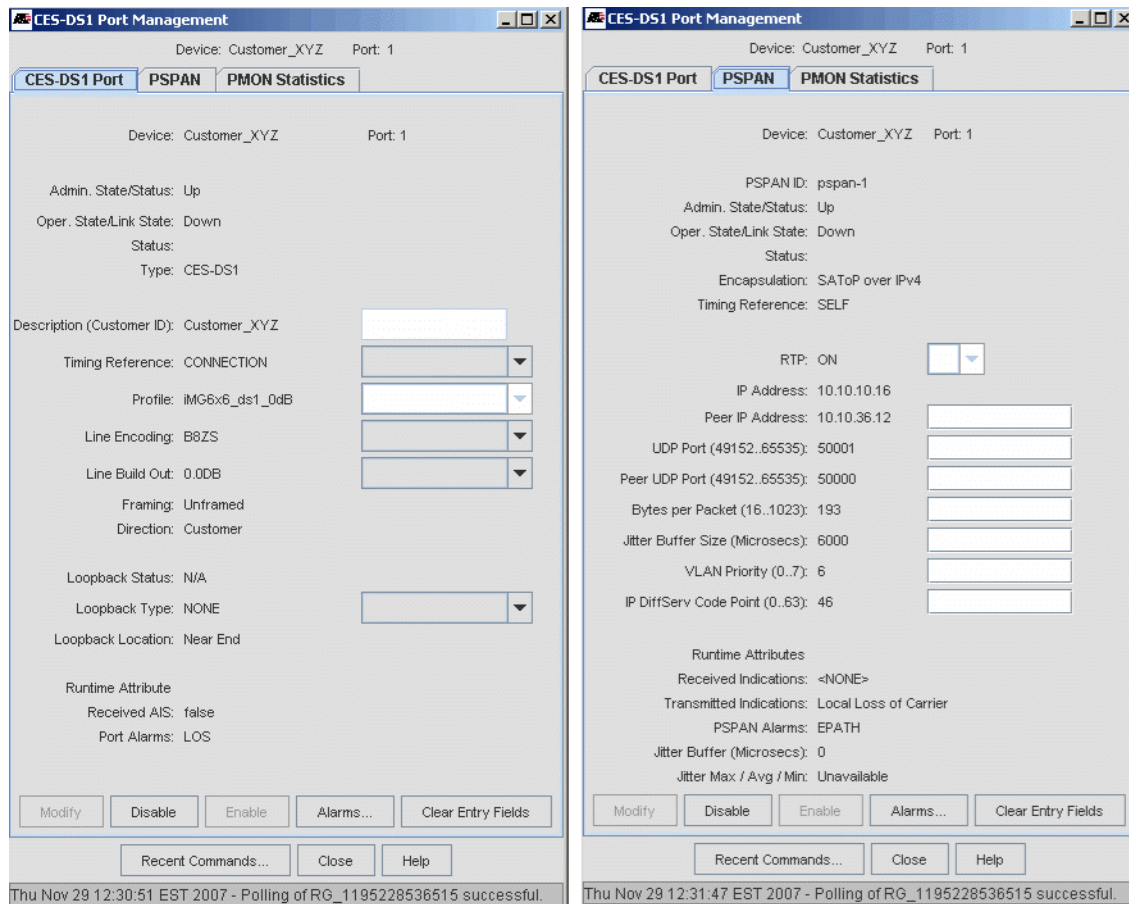 CES-DS1 Port Management
Device: Customer_XYZ Port: 1
CES-DS1 Port PSPAN PMON Statistics
Device: Customer_XYZ Port: 1
Admin. State/Status: Up
Oper. State/Link State: Down
Status:
Type: CES-DS1
Description (Customer ID): Customer_XYZ
Timing Reference: CONNECTION
Profile: iMG6x6_ds1_0dB
Line Encoding: B8ZS
Line Build Out: 0.0DB
Framing: Unframed
Direction: Customer
Loopback Status: N/A
Loopback Type: NONE
Loopback Location: Near End
Runtime Attribute
Received AIS: false
Port Alarms: LOS
Modify Disable Enable Alarms... Clear Entry Fields
Recent Commands... Close Help
Thu Nov 29 12:30:51 EST 2007 - Polling of RG_1195228536515 successful.
CES-DS1 Port Management
Device: Customer_XYZ Port: 1
CES-DS1 Port PSPAN PMON Statistics
Device: Customer_XYZ Port: 1
PSPAN ID: pspan-1
Admin. State/Status: Up
Oper. State/Link State: Down
Status:
Encapsulation: SAToP over IPv4
Timing Reference: SELF
RTP: ON
IP Address: 10.10.10.16
Peer IP Address: 10.10.36.12
UDP Port (49152..65535): 50001
Peer UDP Port (49152..65535): 50000
Bytes per Packet (16..1023): 193
Jitter Buffer Size (Microsecs): 6000
VLAN Priority (0..7): 6
IP DiffServ Code Point (0..63): 46
Runtime Attributes
Received Indications: <NONE>
Transmitted Indications: Local Loss of Carrier
PSPAN Alarms: EPATH
Jitter Buffer (Microsecs): 0
Jitter Max / Avg / Min: Unavailable
Modify Disable Enable Alarms... Clear Entry Fields
Recent Commands... Close Help
Thu Nov 29 12:31:47 EST 2007 - Polling of RG_1195228536515 successful.